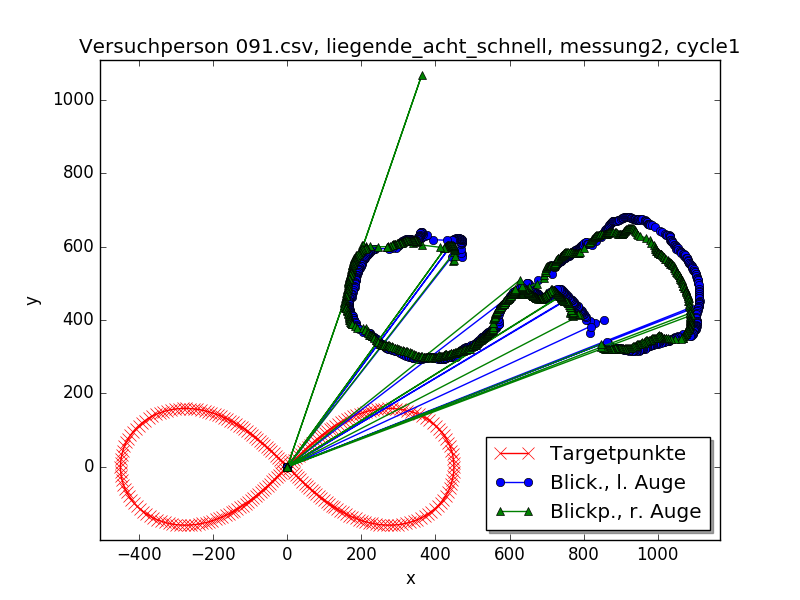 Versuchperson 091.csv, liegende_acht_schnell, messung2, cycle1
1000
800
600
400
200
0
y
−400
−200
0
200
400
600
800
1000
x
Targetpunkte
Blick., l. Auge
Blickp., r. Auge